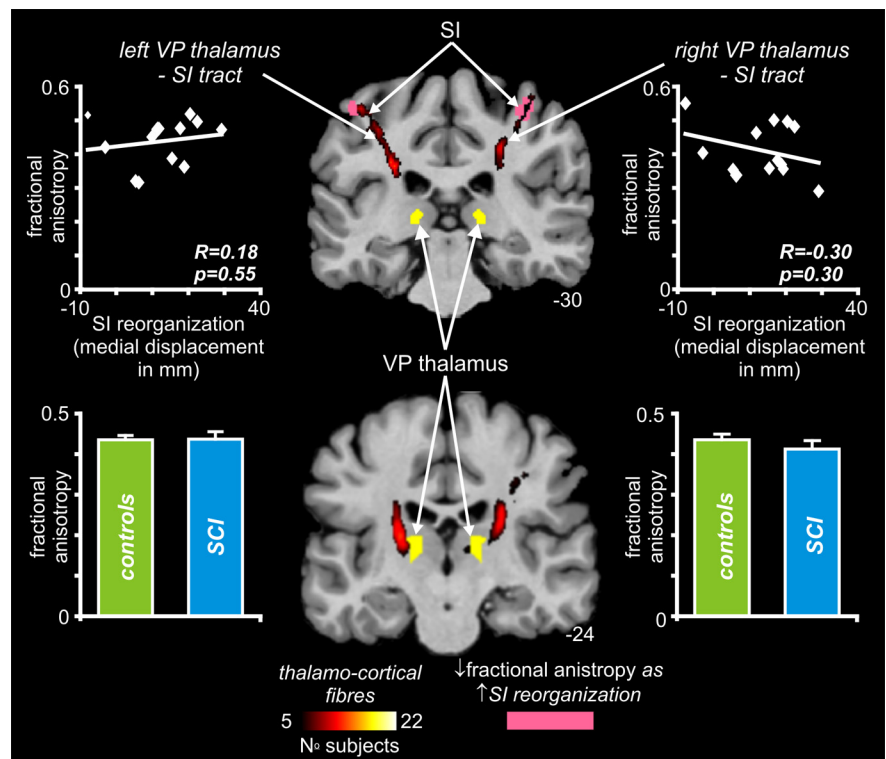 SI
left VP thalamus
- SI tract
right VP thalamus
- SI tract
0.6
fractional
anisotropy
0
R=0.18
p=0.55
-10
40
SI reorganization
(medial displacement
in mm)
-30
0.6
fractional
anisotropy
0
R=-0.30
p=0.30
-10
40
SI reorganization
(medial displacement
in mm)
VP thalamus
0.5
fractional
anisotropy
0
controls
SCI
-24
0.5
fractional
anisotropy
0
controls
SCI
thalamo-cortical
fibres
5
22
Nº subjects
↓fractional anistropy as
↑SI reorganization